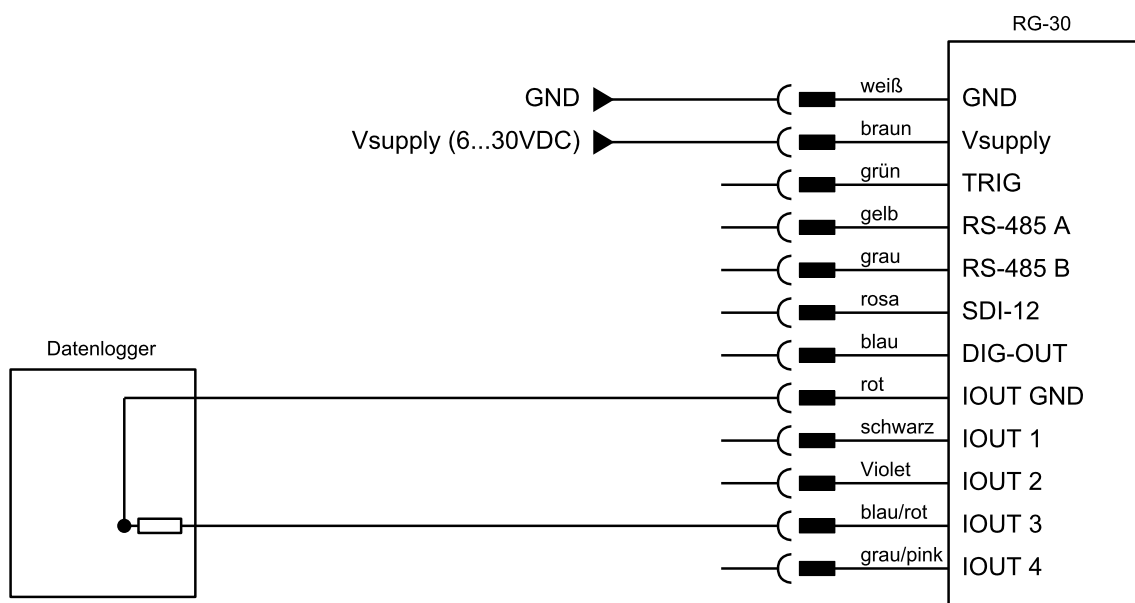 RG-30
GND weiß GND
Vsupply (6...30VDC) braun Vsupply
grün TRIG
gelb RS-485 A
grau RS-485 B
rosa SDI-12
Datenlogger
blau DIG-OUT
rot IOUT GND
schwarz IOUT 1
Violet IOUT 2
blau/rot IOUT 3
grau/pink IOUT 4